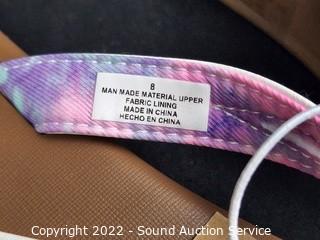 8
MAN MADE MATERIAL UPPER
FABRIC LINING
MADE IN CHINA
HECHO EN CHINA
Copyright 2022 - Sound Auction Service